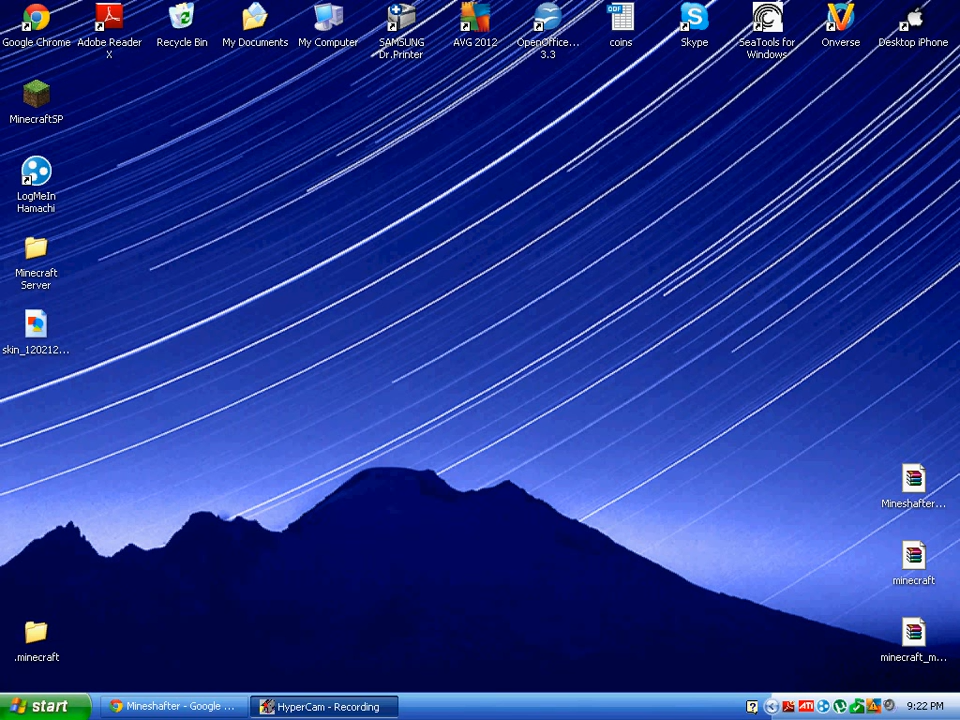 Google Chrome
Adobe Reader
X
Recycle Bin
My Documents
My Computer
SAMSUNG
Dr.Printer
AVG 2012
OpenOffice...
3.3
ODF
coins
Skype
SeaTools for
Windows
Onverse
Desktop iPhone
MinecraftSP
LogMeIn
Hamachi
Minecraft
Server
skin_120212...
Mineshafter...
minecraft
.minecraft
minecraft_m...
start
Mineshafter - Google ...
HyperCam - Recording
ATI
9:22 PM